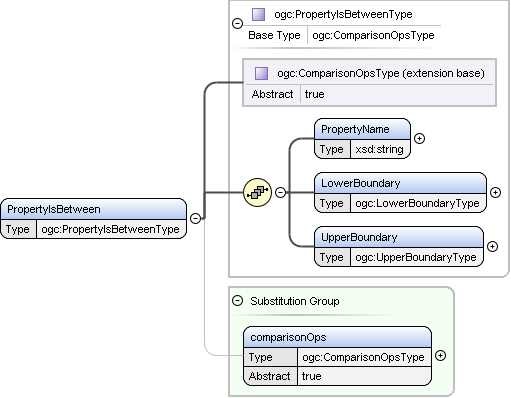 ogc:PropertyIsBetweenType
Base Type ogc:ComparisonOpsType
ogc:ComparisonOpsType (extension base)
Abstract true
PropertyName
Type xsd:string
LowerBoundary
Type ogc:LowerBoundaryType
PropertyIsBetween
Type ogc:PropertyIsBetweenType
UpperBoundary
Type ogc:UpperBoundaryType
Substitution Group
comparisonOps
Type ogc:ComparisonOpsType
Abstract true